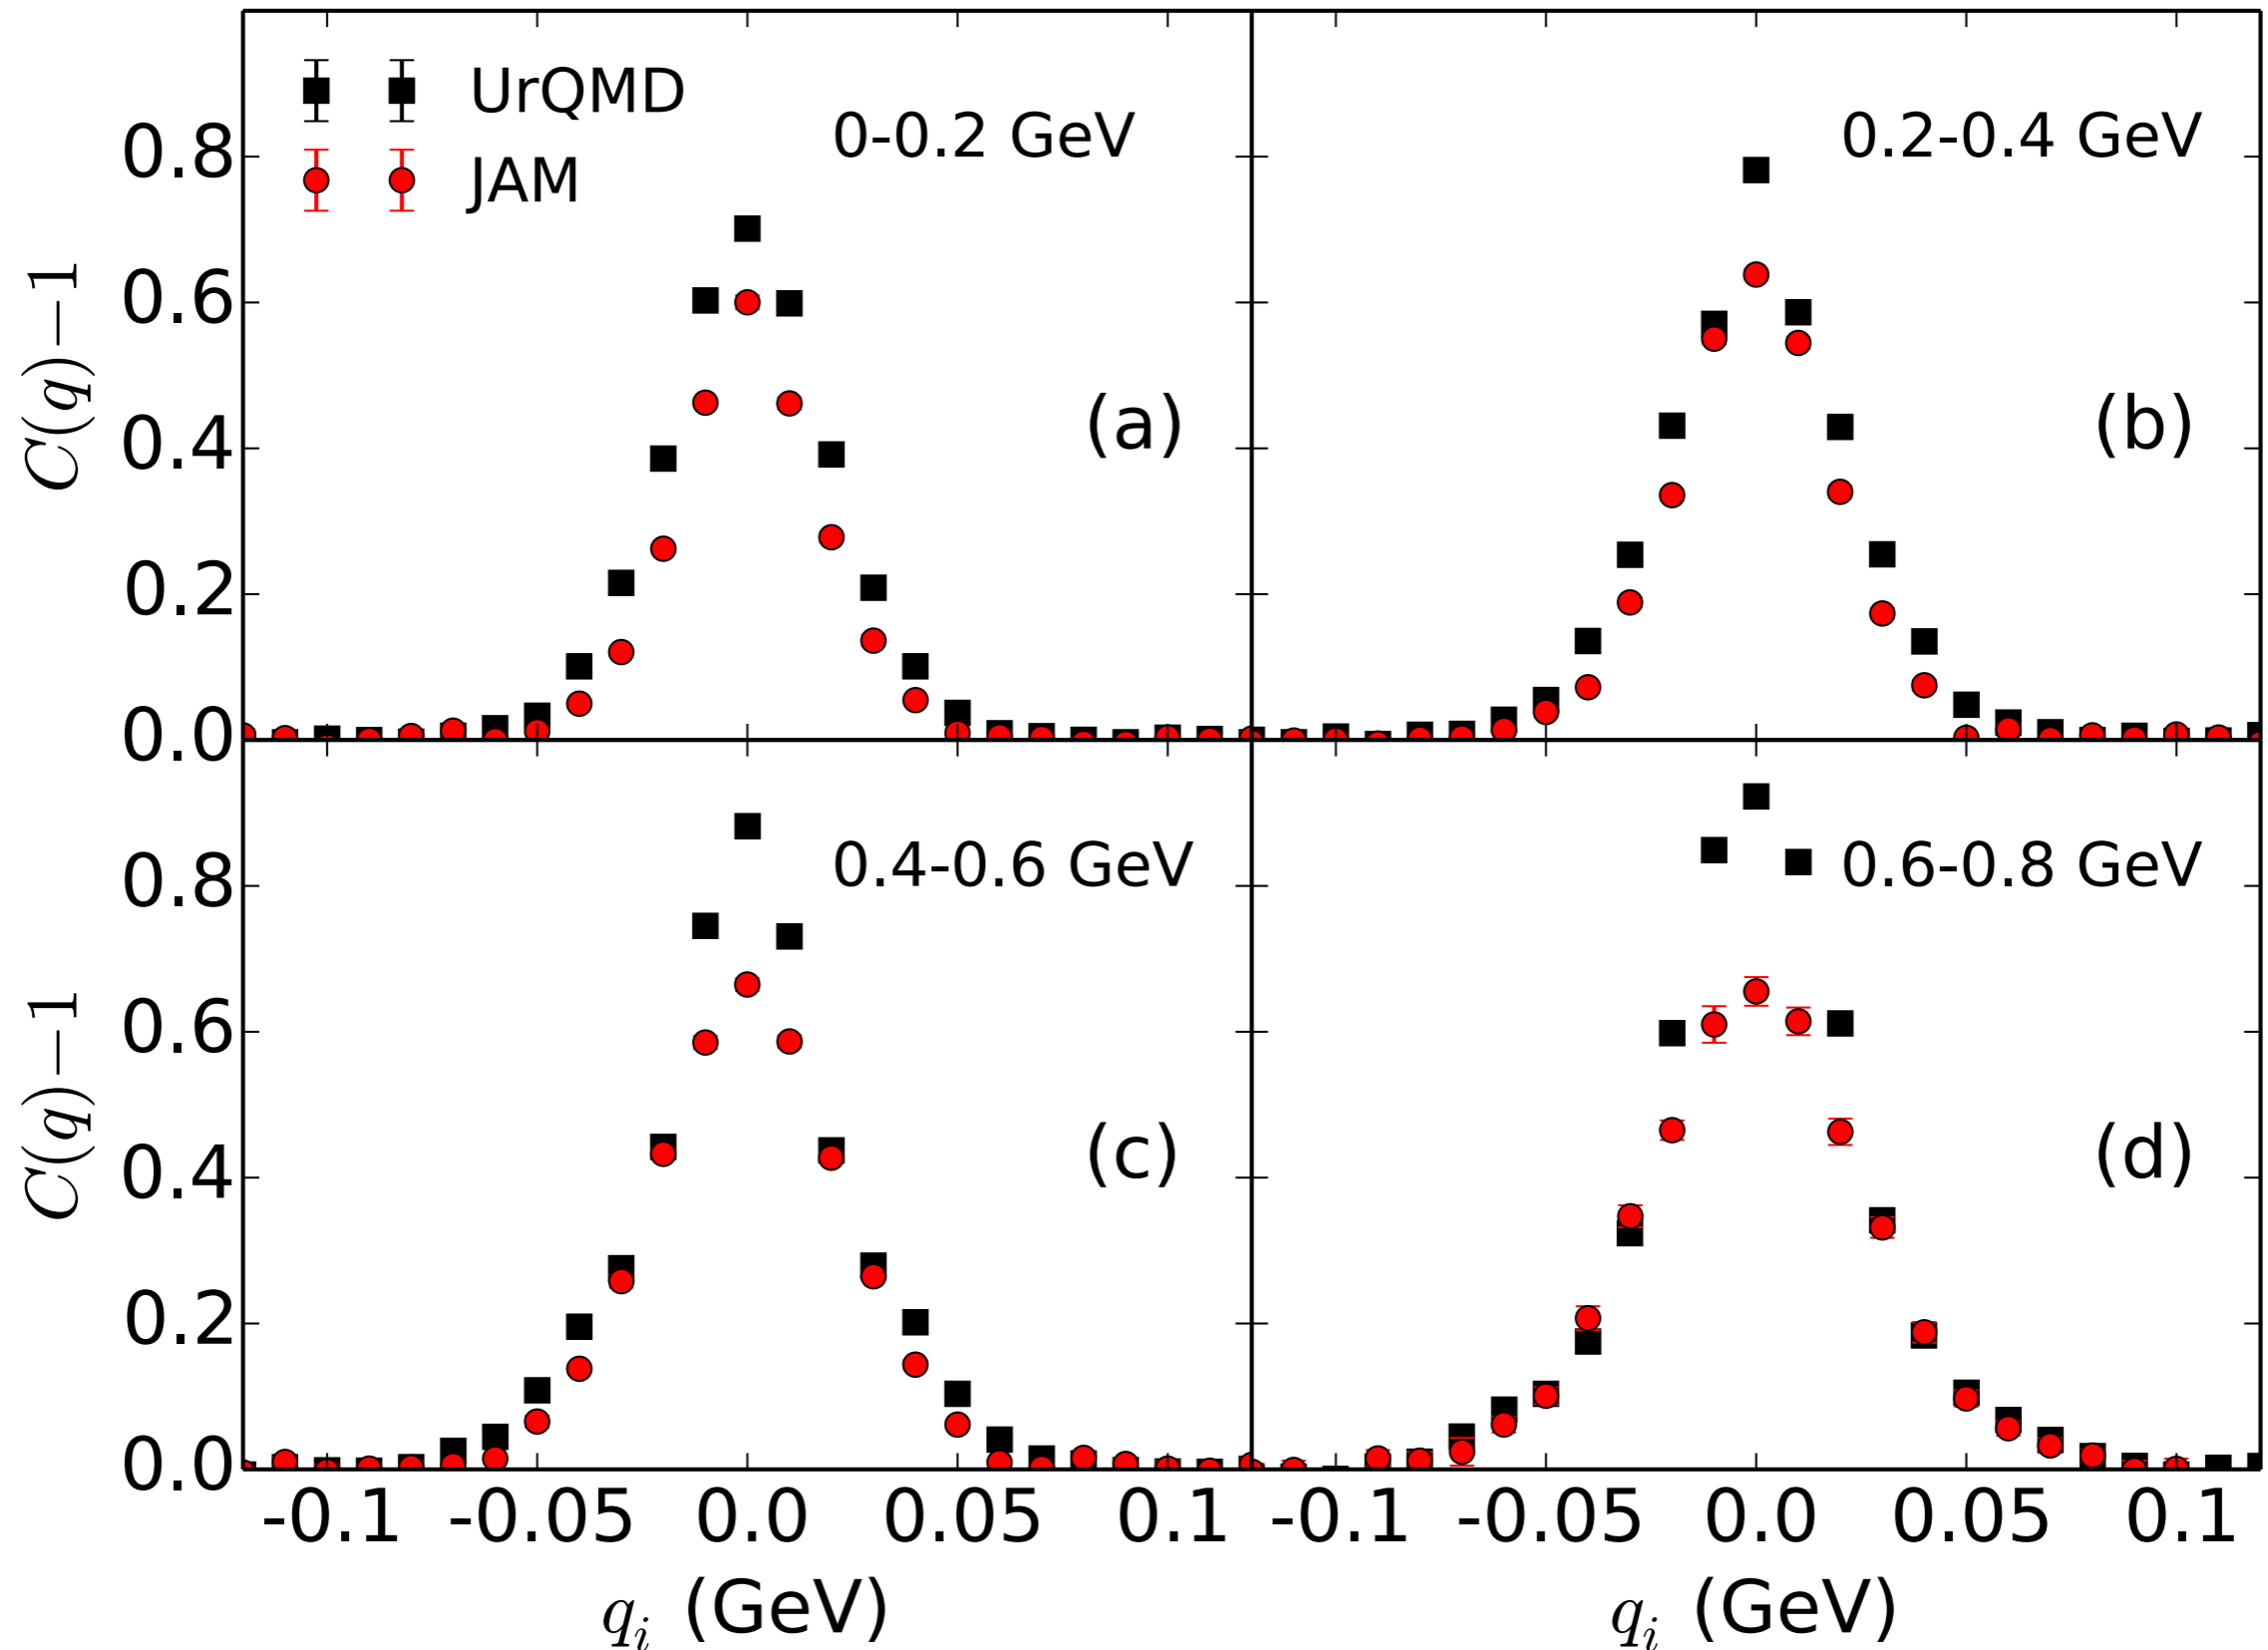 UrQMD
JAM
0-0.2 GeV
0.2-0.4 GeV
(a)
(b)
C(q)−1
0.8
0.6
0.4
0.2
0.0
0.4-0.6 GeV
0.6-0.8 GeV
(c)
(d)
C(q)−1
0.8
0.6
0.4
0.2
0.0
-0.1 -0.05 0.0 0.05 0.1 -0.1 -0.05 0.0 0.05 0.1
q_i (GeV) q_i (GeV)